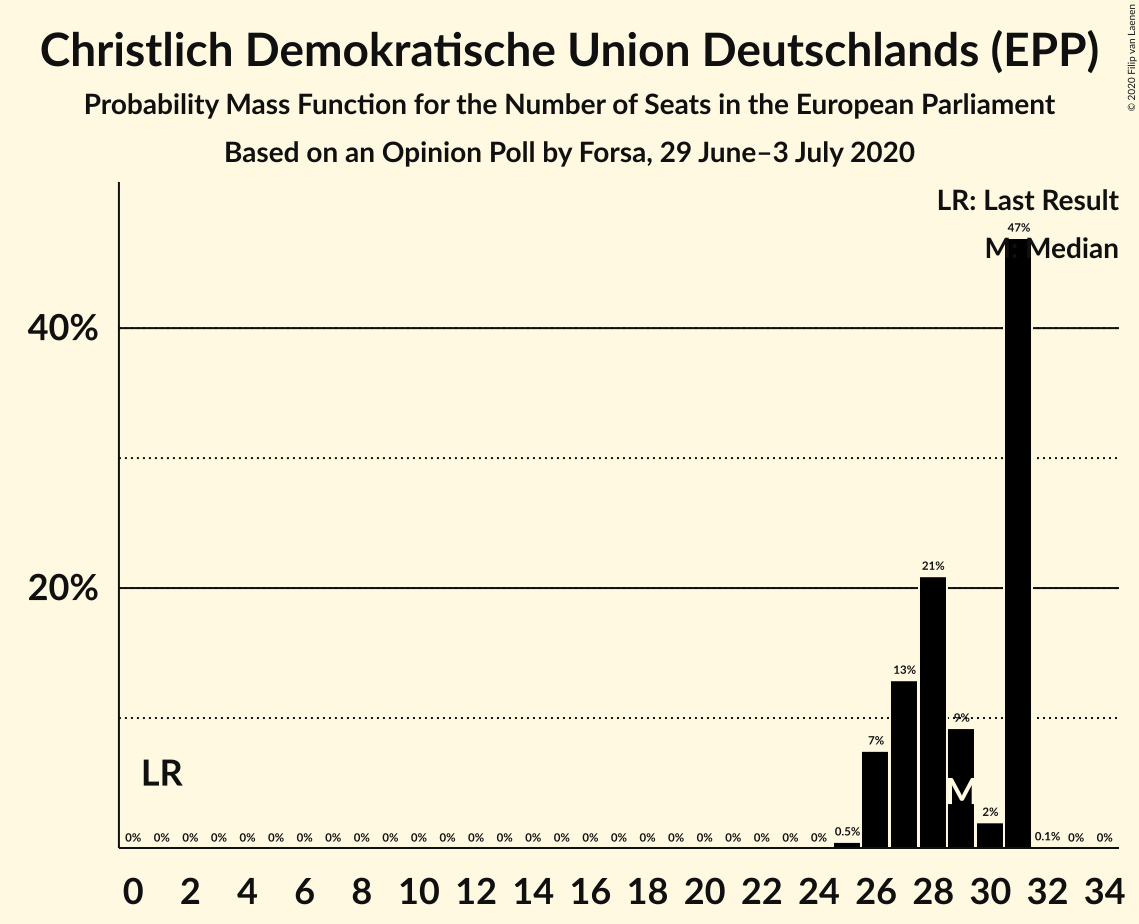 Christlich Demokratische Union Deutschlands (EPP)
Probability Mass Function for the Number of Seats in the European Parliament
Based on an Opinion Poll by Forsa, 29 June–3 July 2020
© 2020 Filip van Laenen
LR: Last Result
M: Median
47%
40%
20%
21%
13%
9%
7%
LR
M
2%
0% 0% 0% 0% 0% 0% 0% 0% 0% 0% 0% 0% 0% 0% 0% 0% 0% 0% 0% 0% 0% 0% 0% 0% 0% 0.5% 0.1% 0% 0%
0 2 4 6 8 10 12 14 16 18 20 22 24 26 28 30 32 34